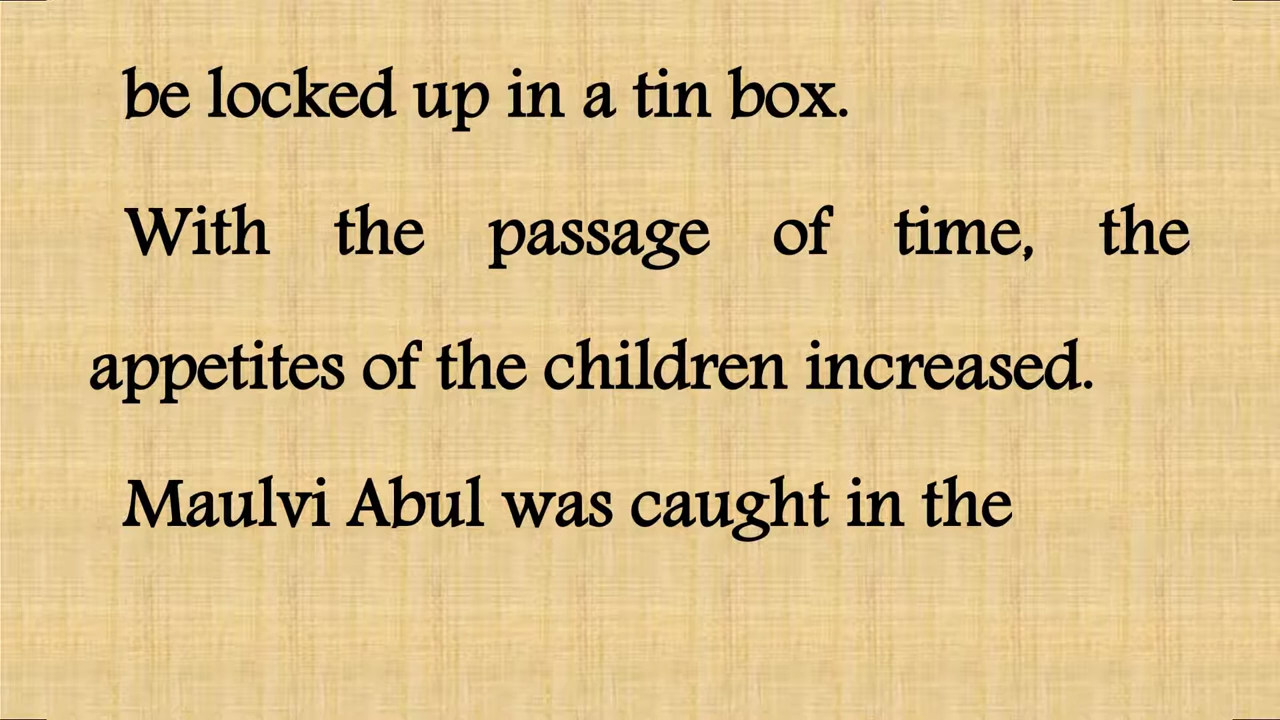 be locked up in a tin box.
With the passage of time, the
appetites of the children increased.
Maulvi Abul was caught in the